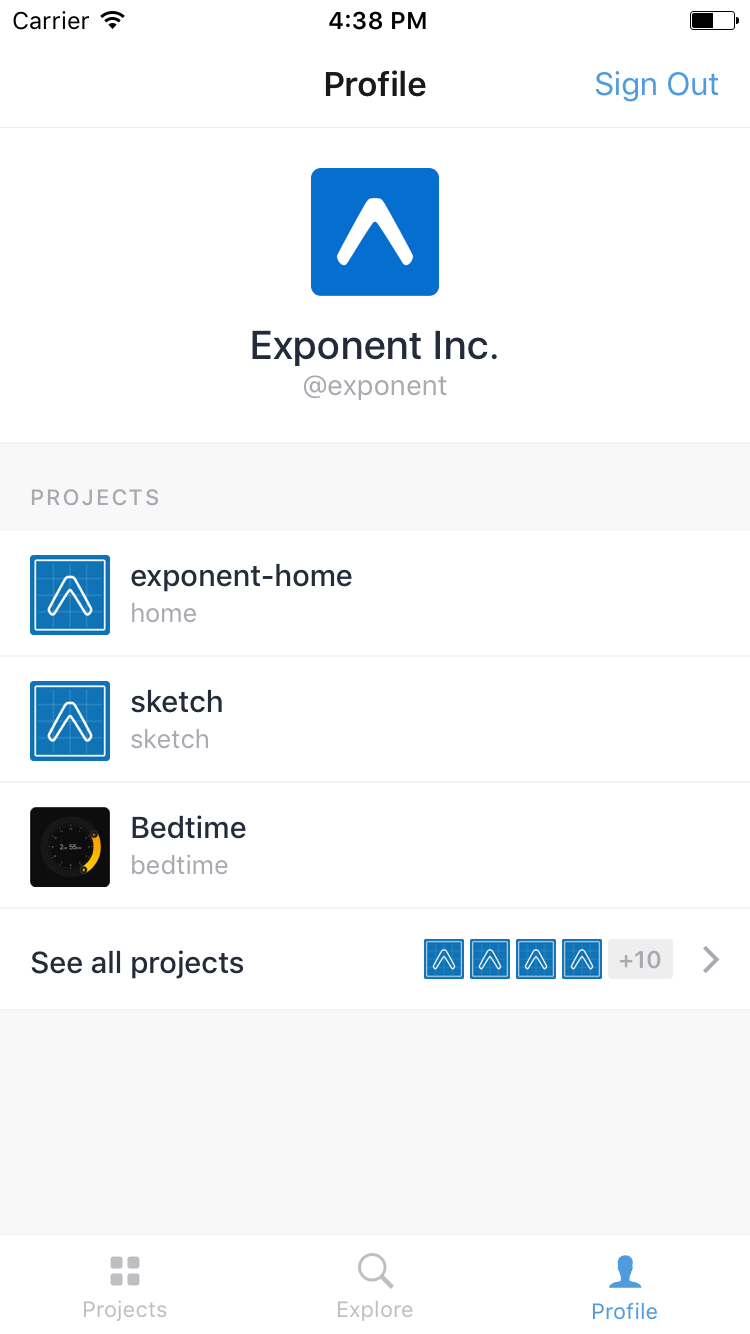 Carrier 4:38 PM
Profile Sign Out
Exponent Inc.
@exponent
PROJECTS
exponent-home
home
sketch
sketch
Bedtime
bedtime
See all projects +10
Projects Explore Profile